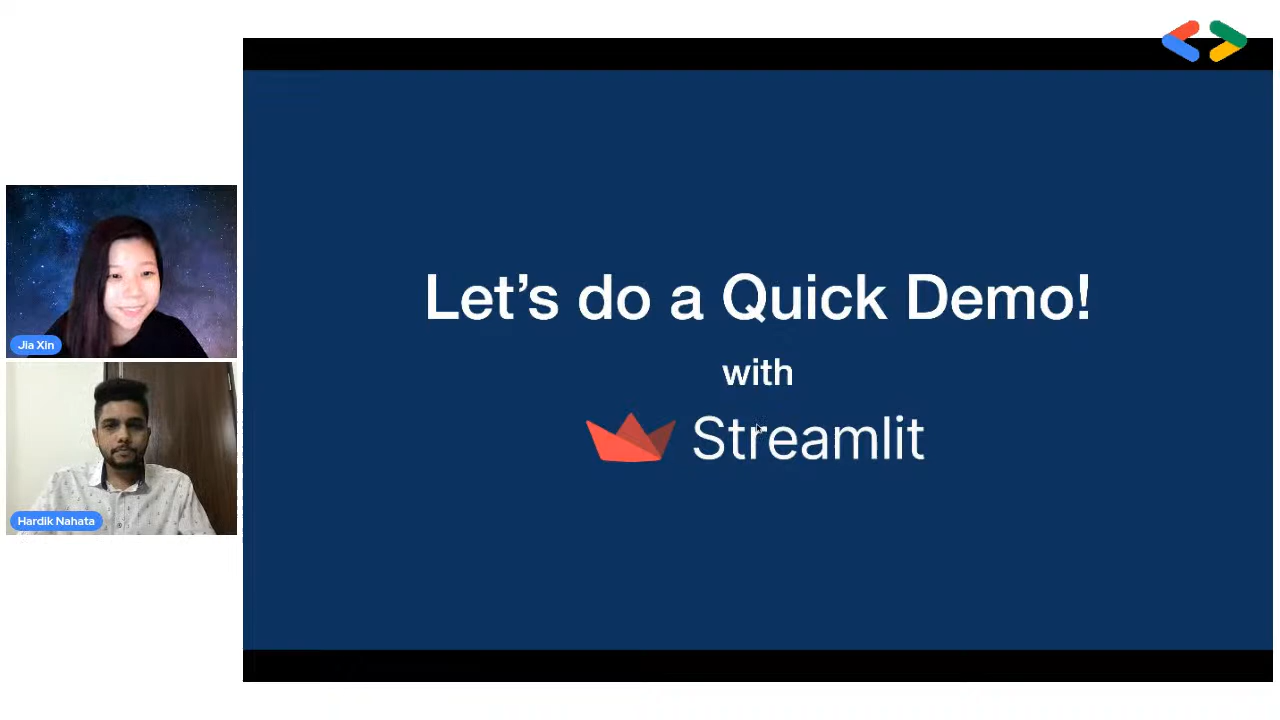 Jia Xin
Hardik Nahata
Let’s do a Quick Demo!
with
Streamlit